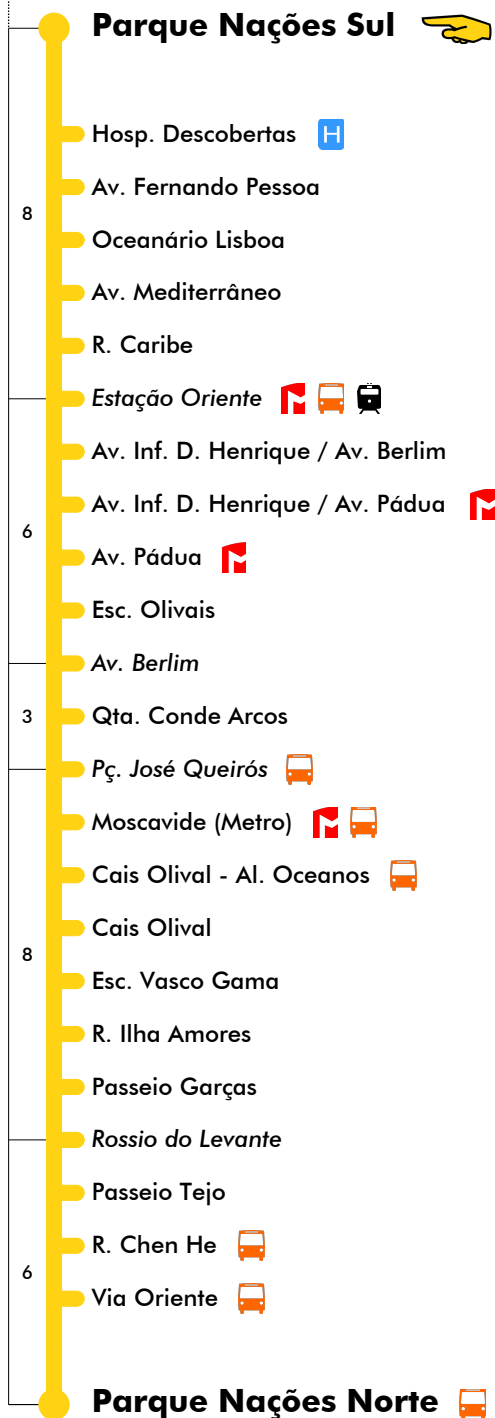 Parque Nações Sul
Hosp. Descobertas H
Av. Fernando Pessoa
8
Oceanário Lisboa
Av. Mediterrâneo
R. Caribe
Estação Oriente
Av. Inf. D. Henrique / Av. Berlim
Av. Inf. D. Henrique / Av. Pádua
6
Av. Pádua
Esc. Olivais
Av. Berlim
3 Qta. Conde Arcos
Pç. José Queirós
Moscavide (Metro)
Cais Olival - Al. Oceanos
Cais Olival
8
Esc. Vasco Gama
R. Ilha Amores
Passeio Garças
Rossio do Levante
Passeio Tejo
R. Chen He
6
Via Oriente
Parque Nações Norte